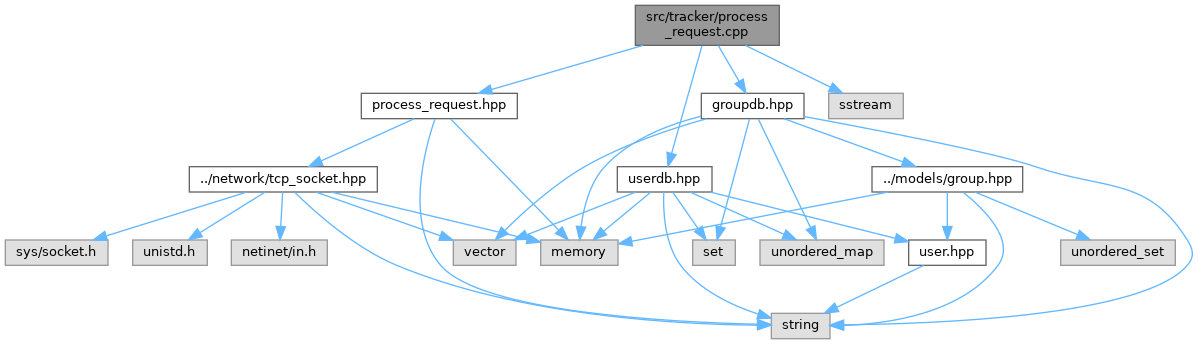 src/tracker/process
_request.cpp
process_request.hpp
groupdb.hpp
sstream
../network/tcp_socket.hpp
userdb.hpp
../models/group.hpp
sys/socket.h
unistd.h
netinet/in.h
vector
memory
set
unordered_map
user.hpp
unordered_set
string